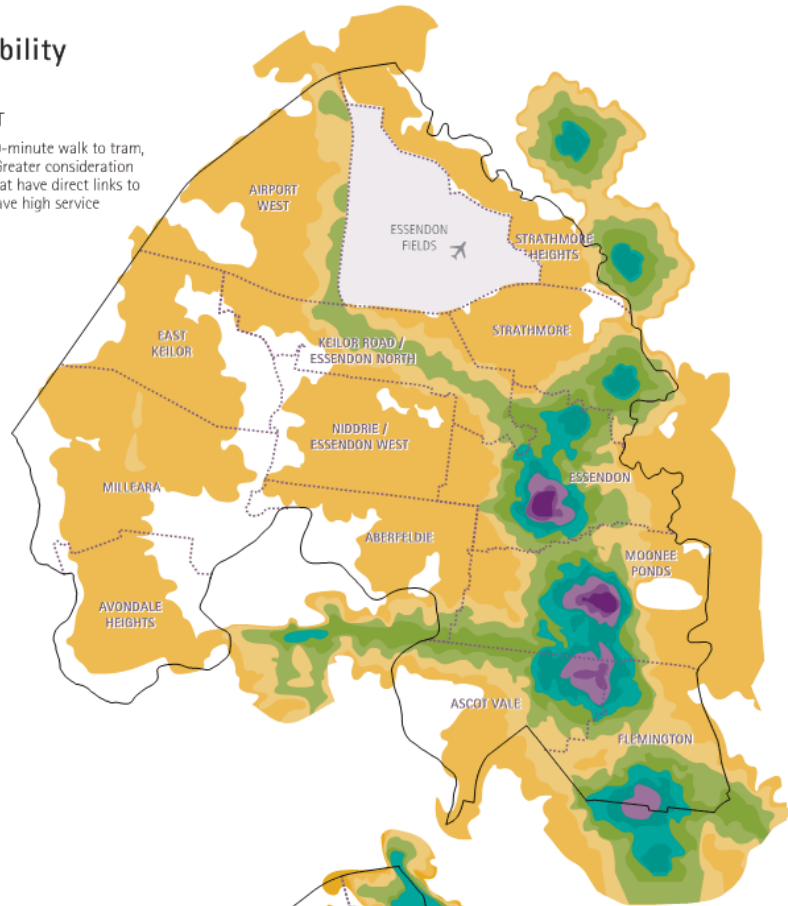 bility
T
-minute walk to tram,
Greater consideration
at have direct links to
ave high service
AIRPORT
WEST
ESSENDON
FIELDS
STRATHMORE
HEIGHTS
STRATHMORE
EAST
KEILOR
KEILOR ROAD /
ESSENDON NORTH
NIDDRIE /
ESSENDON WEST
ESSENDON
MILLEARA
ABERFELDIE
MOONEE
PONDS
AVONDALE
HEIGHTS
ASCOT VALE
FLEMINGTON